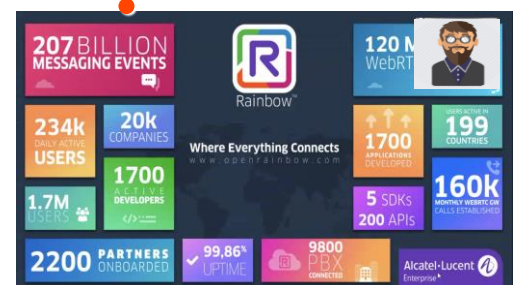 207 BILLION
MESSAGING EVENTS
R
Rainbow™
120 M
WebRT
234k
DAILY ACTIVE
USERS
20k
COMPANIES
Where Everything Connects
www.openrainbow.com
1700
APPLICATIONS
DEVELOPED
USERS ACTIVE IN
199
COUNTRIES
1.7M
USERS
1700
ACTIVE
DEVELOPERS
</>
5 SDKs
200 APIs
160k
MONTHLY WEBRTC GW
CALLS ESTABLISHED
2200 PARTNERS
ONBOARDED
99,86%
UPTIME
R
9800
PBX
CONNECTED
Alcatel·Lucent
Enterprise